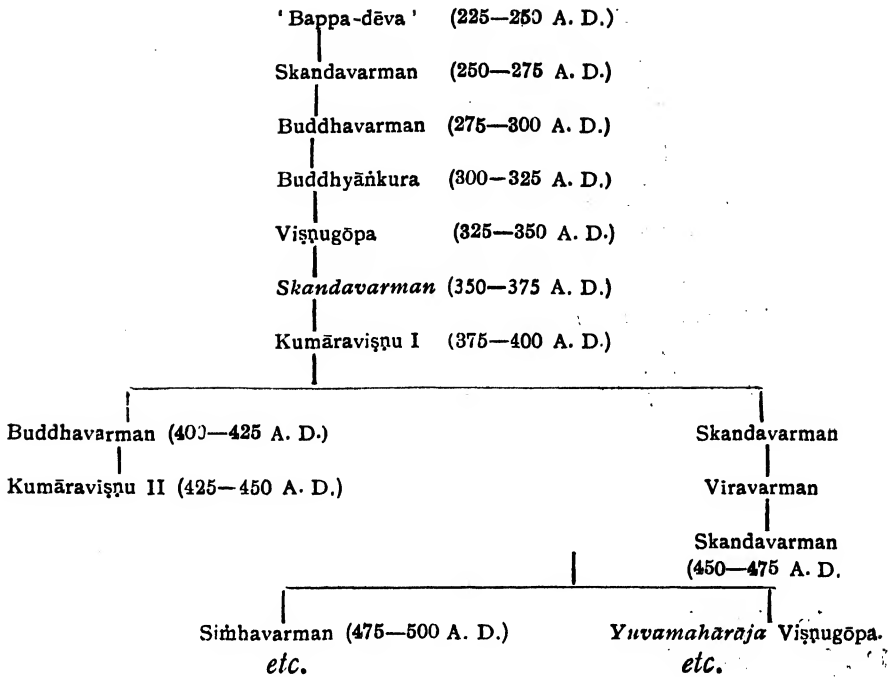 'Bappa-dēva' (225—250 A. D.)
Skandavarman (250—275 A. D.)
Buddhavarman (275—300 A. D.)
Buddhyāṅkura (300—325 A. D.)
Viṣṇugōpa (325—350 A. D.)
Skandavarman (350—375 A. D.)
Kumāraviṣṇu I (375—400 A. D.)
Buddhavarman (400—425 A. D.) Skandavarman
Kumāraviṣṇu II (425—450 A. D.) Viravarman
Skandavarman
(450—475 A. D.
Siṁhavarman (475—500 A. D.) Yuvamahārāja Viṣṇugōpa.
etc. etc.